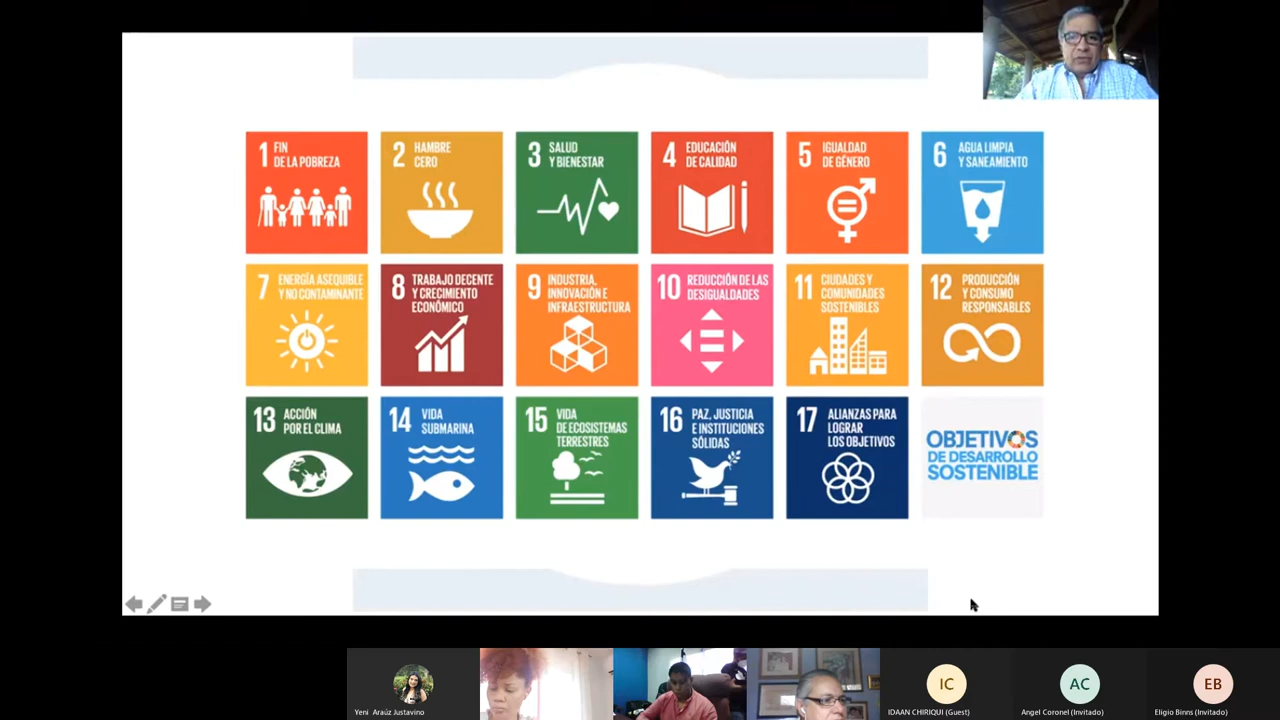 1 FIN
DE LA POBREZA
2 HAMBRE
CERO
3 SALUD
Y BIENESTAR
4 EDUCACIÓN
DE CALIDAD
5 IGUALDAD
DE GÉNERO
6 AGUA LIMPIA
Y SANEAMIENTO
7 ENERGÍA ASEQUIBLE
Y NO CONTAMINANTE
8 TRABAJO DECENTE
Y CRECIMIENTO
ECONÓMICO
9 INDUSTRIA,
INNOVACIÓN E
INFRAESTRUCTURA
10 REDUCCIÓN DE LAS
DESIGUALDADES
11 CIUDADES Y
COMUNIDADES
SOSTENIBLES
12 PRODUCCIÓN
Y CONSUMO
RESPONSABLES
13 ACCIÓN
POR EL CLIMA
14 VIDA
SUBMARINA
15 VIDA
DE ECOSISTEMAS
TERRESTRES
16 PAZ, JUSTICIA
E INSTITUCIONES
SÓLIDAS
17 ALIANZAS PARA
LOGRAR
LOS OBJETIVOS
OBJETIVOS
DE DESARROLLO
SOSTENIBLE
Yeni Araúz Justavino
IC
IDAAN CHIRIQUI (Guest)
AC
Angel Coronel (Invitado)
EB
Eligio Binns (Invitado)